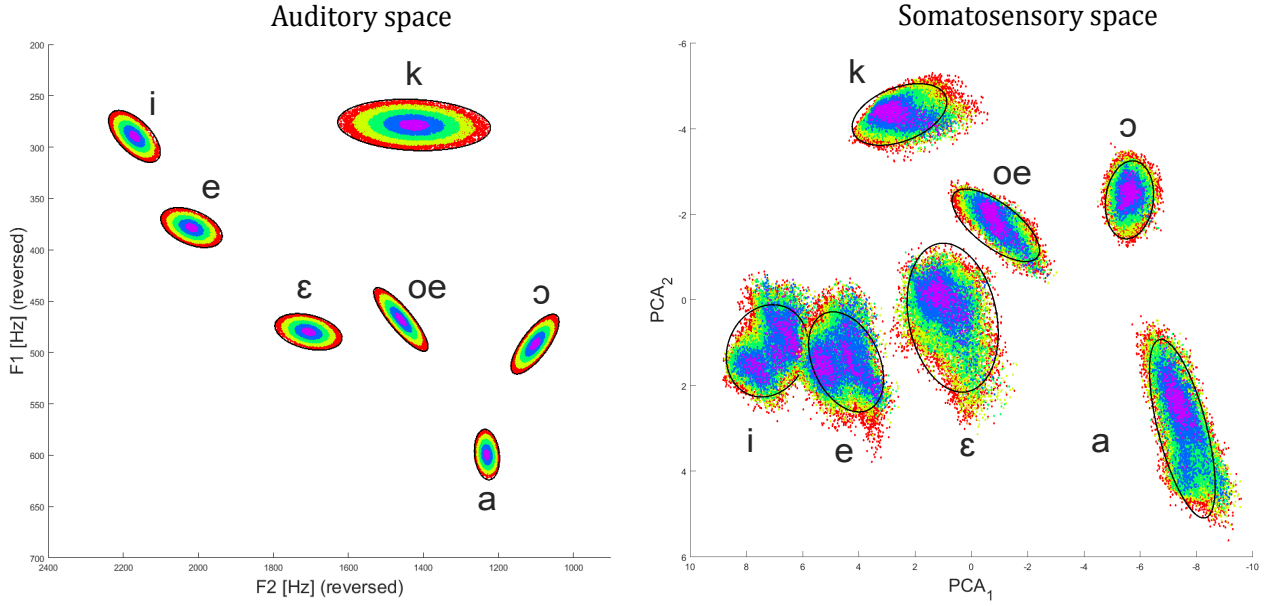 Auditory space
200
250
300
350
400
450
500
550
600
650
700
F1 [Hz] (reversed)
i
e
k
ɛ
oe
ɔ
a
2400
2200
2000
1800
1600
1400
1200
1000
F2 [Hz] (reversed)
Somatosensory space
-6
-4
-2
0
2
4
6
PCA2
k
ɔ
oe
i
e
ɛ
a
10
8
6
4
2
0
-2
-4
-6
-8
-10
PCA1